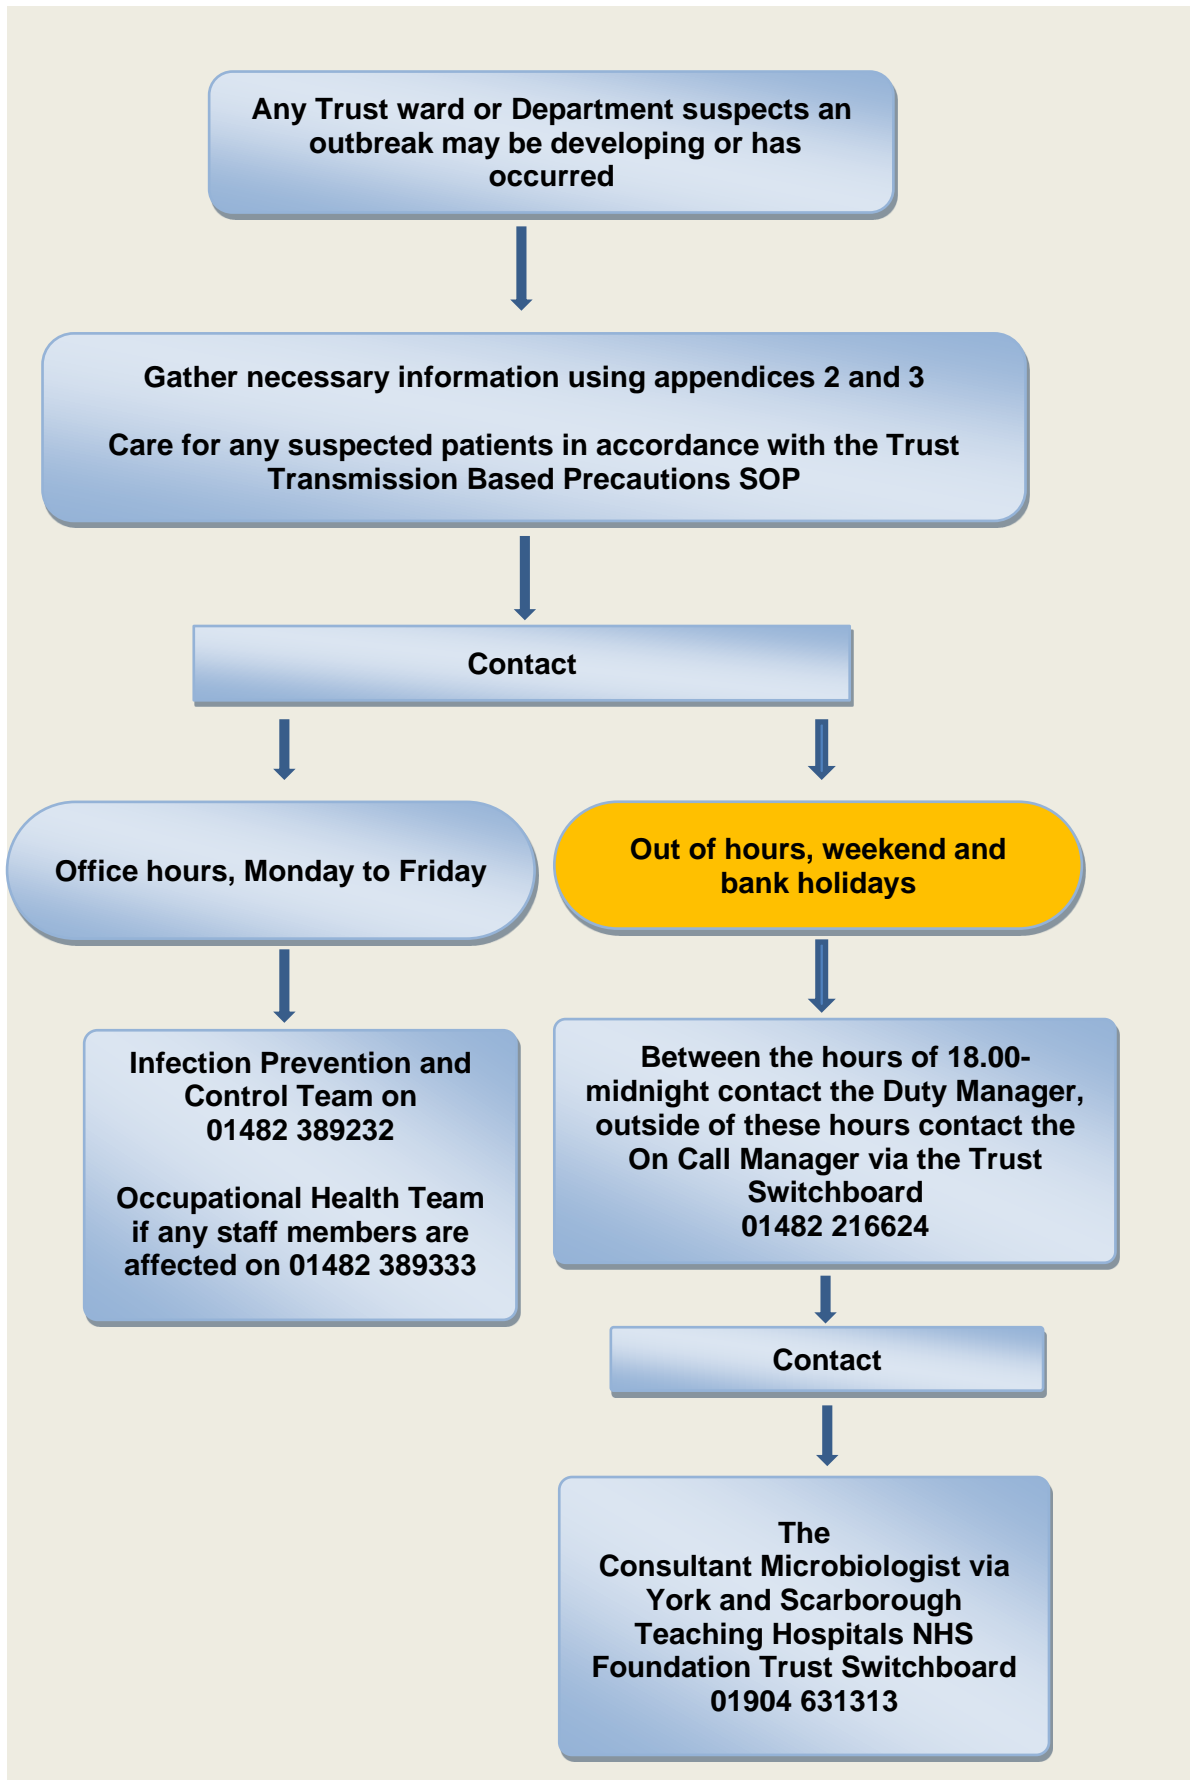 Any Trust ward or Department suspects an
outbreak may be developing or has
occurred
Gather necessary information using appendices 2 and 3
Care for any suspected patients in accordance with the Trust
Transmission Based Precautions SOP
Contact
Office hours, Monday to Friday
Out of hours, weekend and
bank holidays
Infection Prevention and
Control Team on
01482 389232
Occupational Health Team
if any staff members are
affected on 01482 389333
Between the hours of 18.00-
midnight contact the Duty Manager,
outside of these hours contact the
On Call Manager via the Trust
Switchboard
01482 216624
Contact
The
Consultant Microbiologist via
York and Scarborough
Teaching Hospitals NHS
Foundation Trust Switchboard
01904 631313